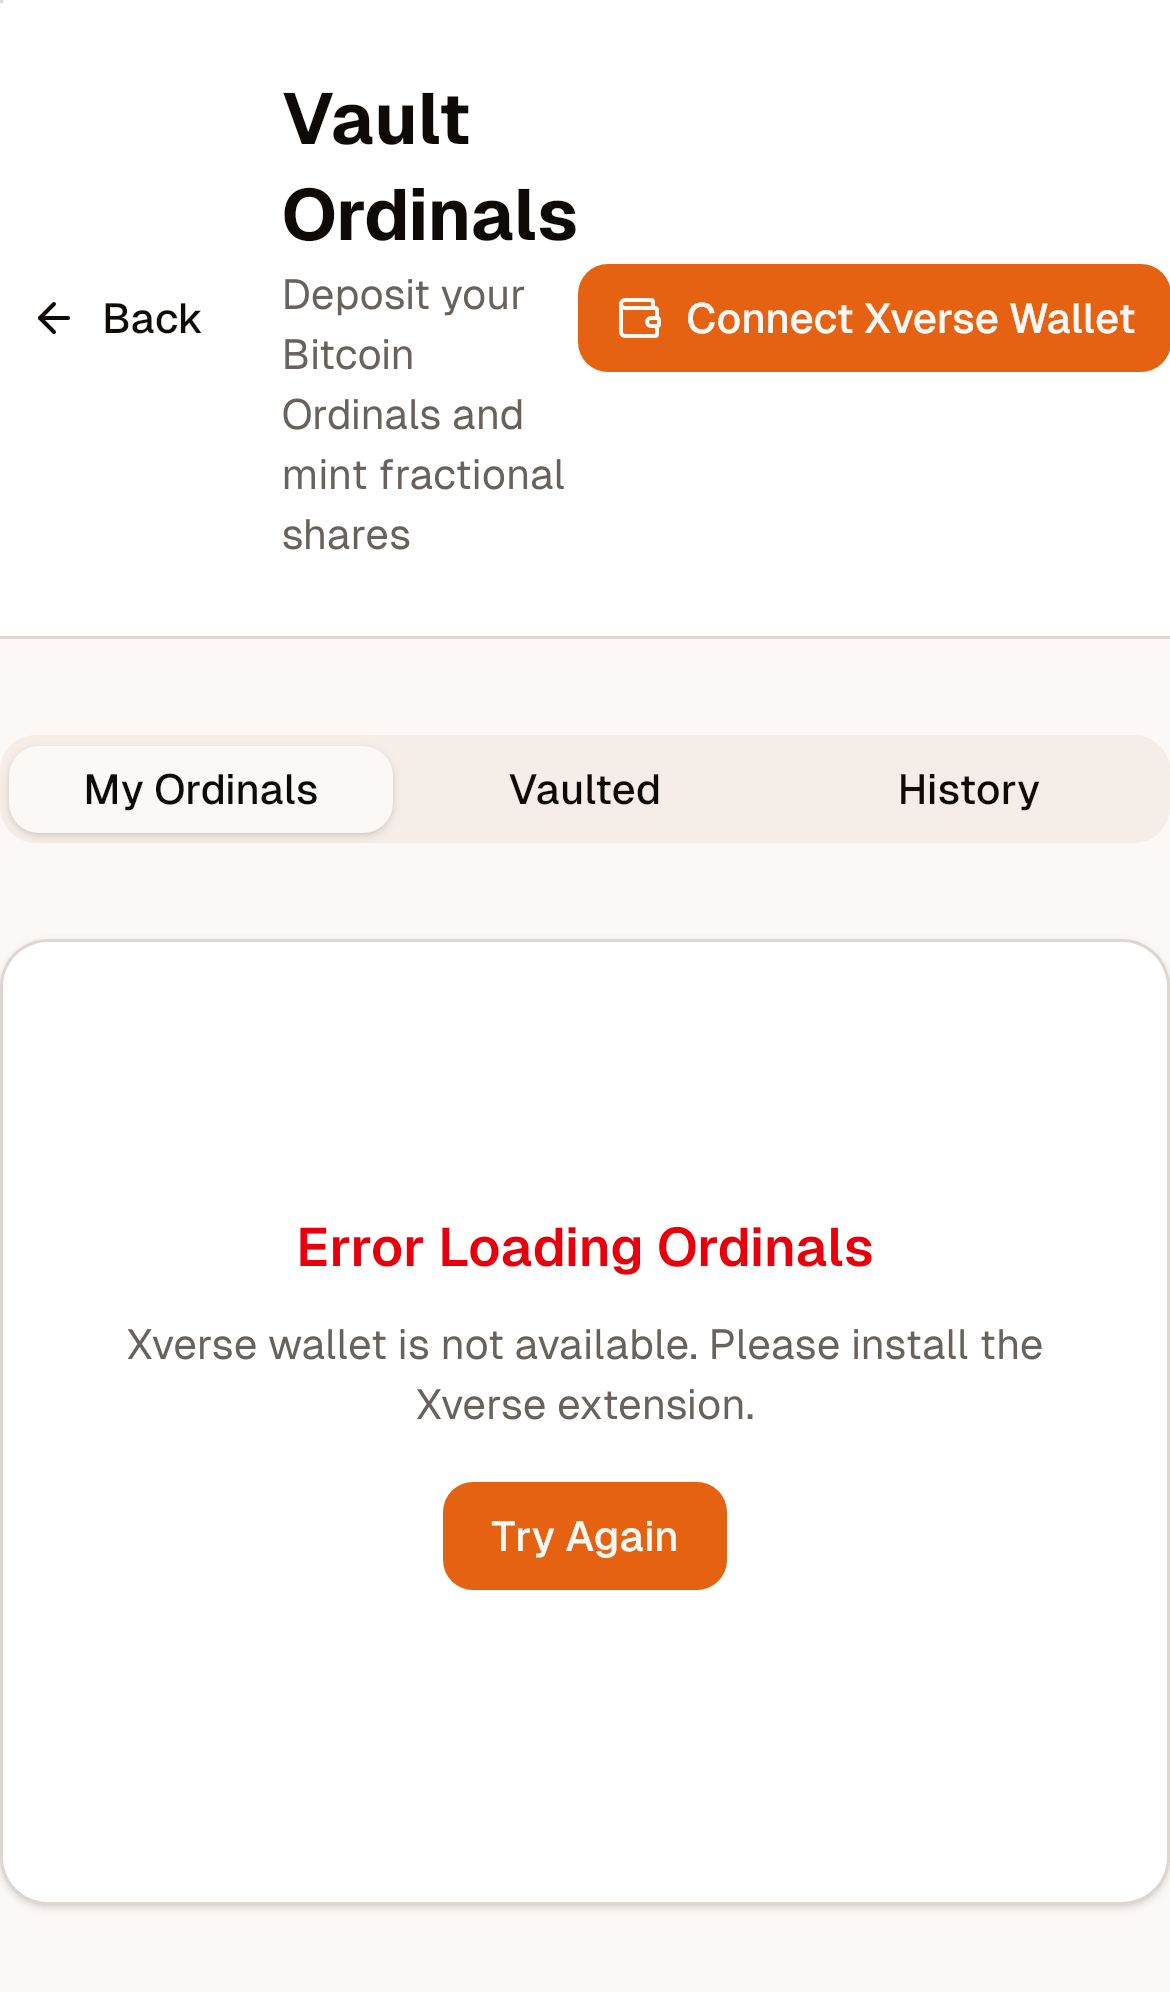 Back
Vault
Ordinals
Deposit your
Bitcoin
Ordinals and
mint fractional
shares
Connect Xverse Wallet
My Ordinals
Vaulted
History
Error Loading Ordinals
Xverse wallet is not available. Please install the
Xverse extension.
Try Again